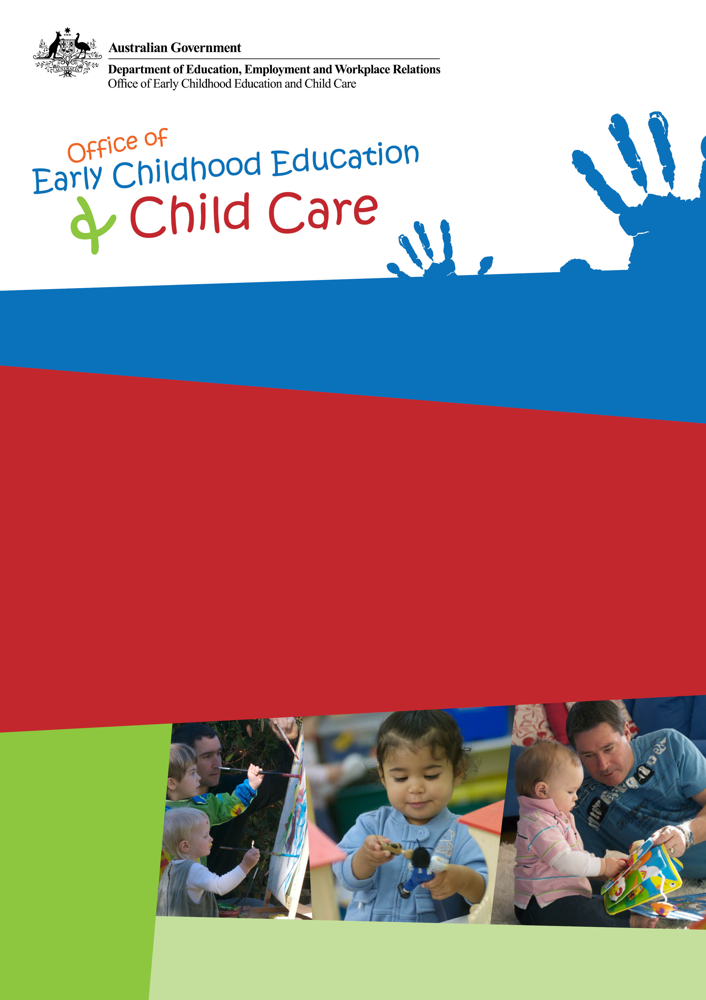 AUSTRALIA
Australian Government
Department of Education, Employment and Workplace Relations
Office of Early Childhood Education and Child Care
Office of
Early Childhood Education
& Child Care